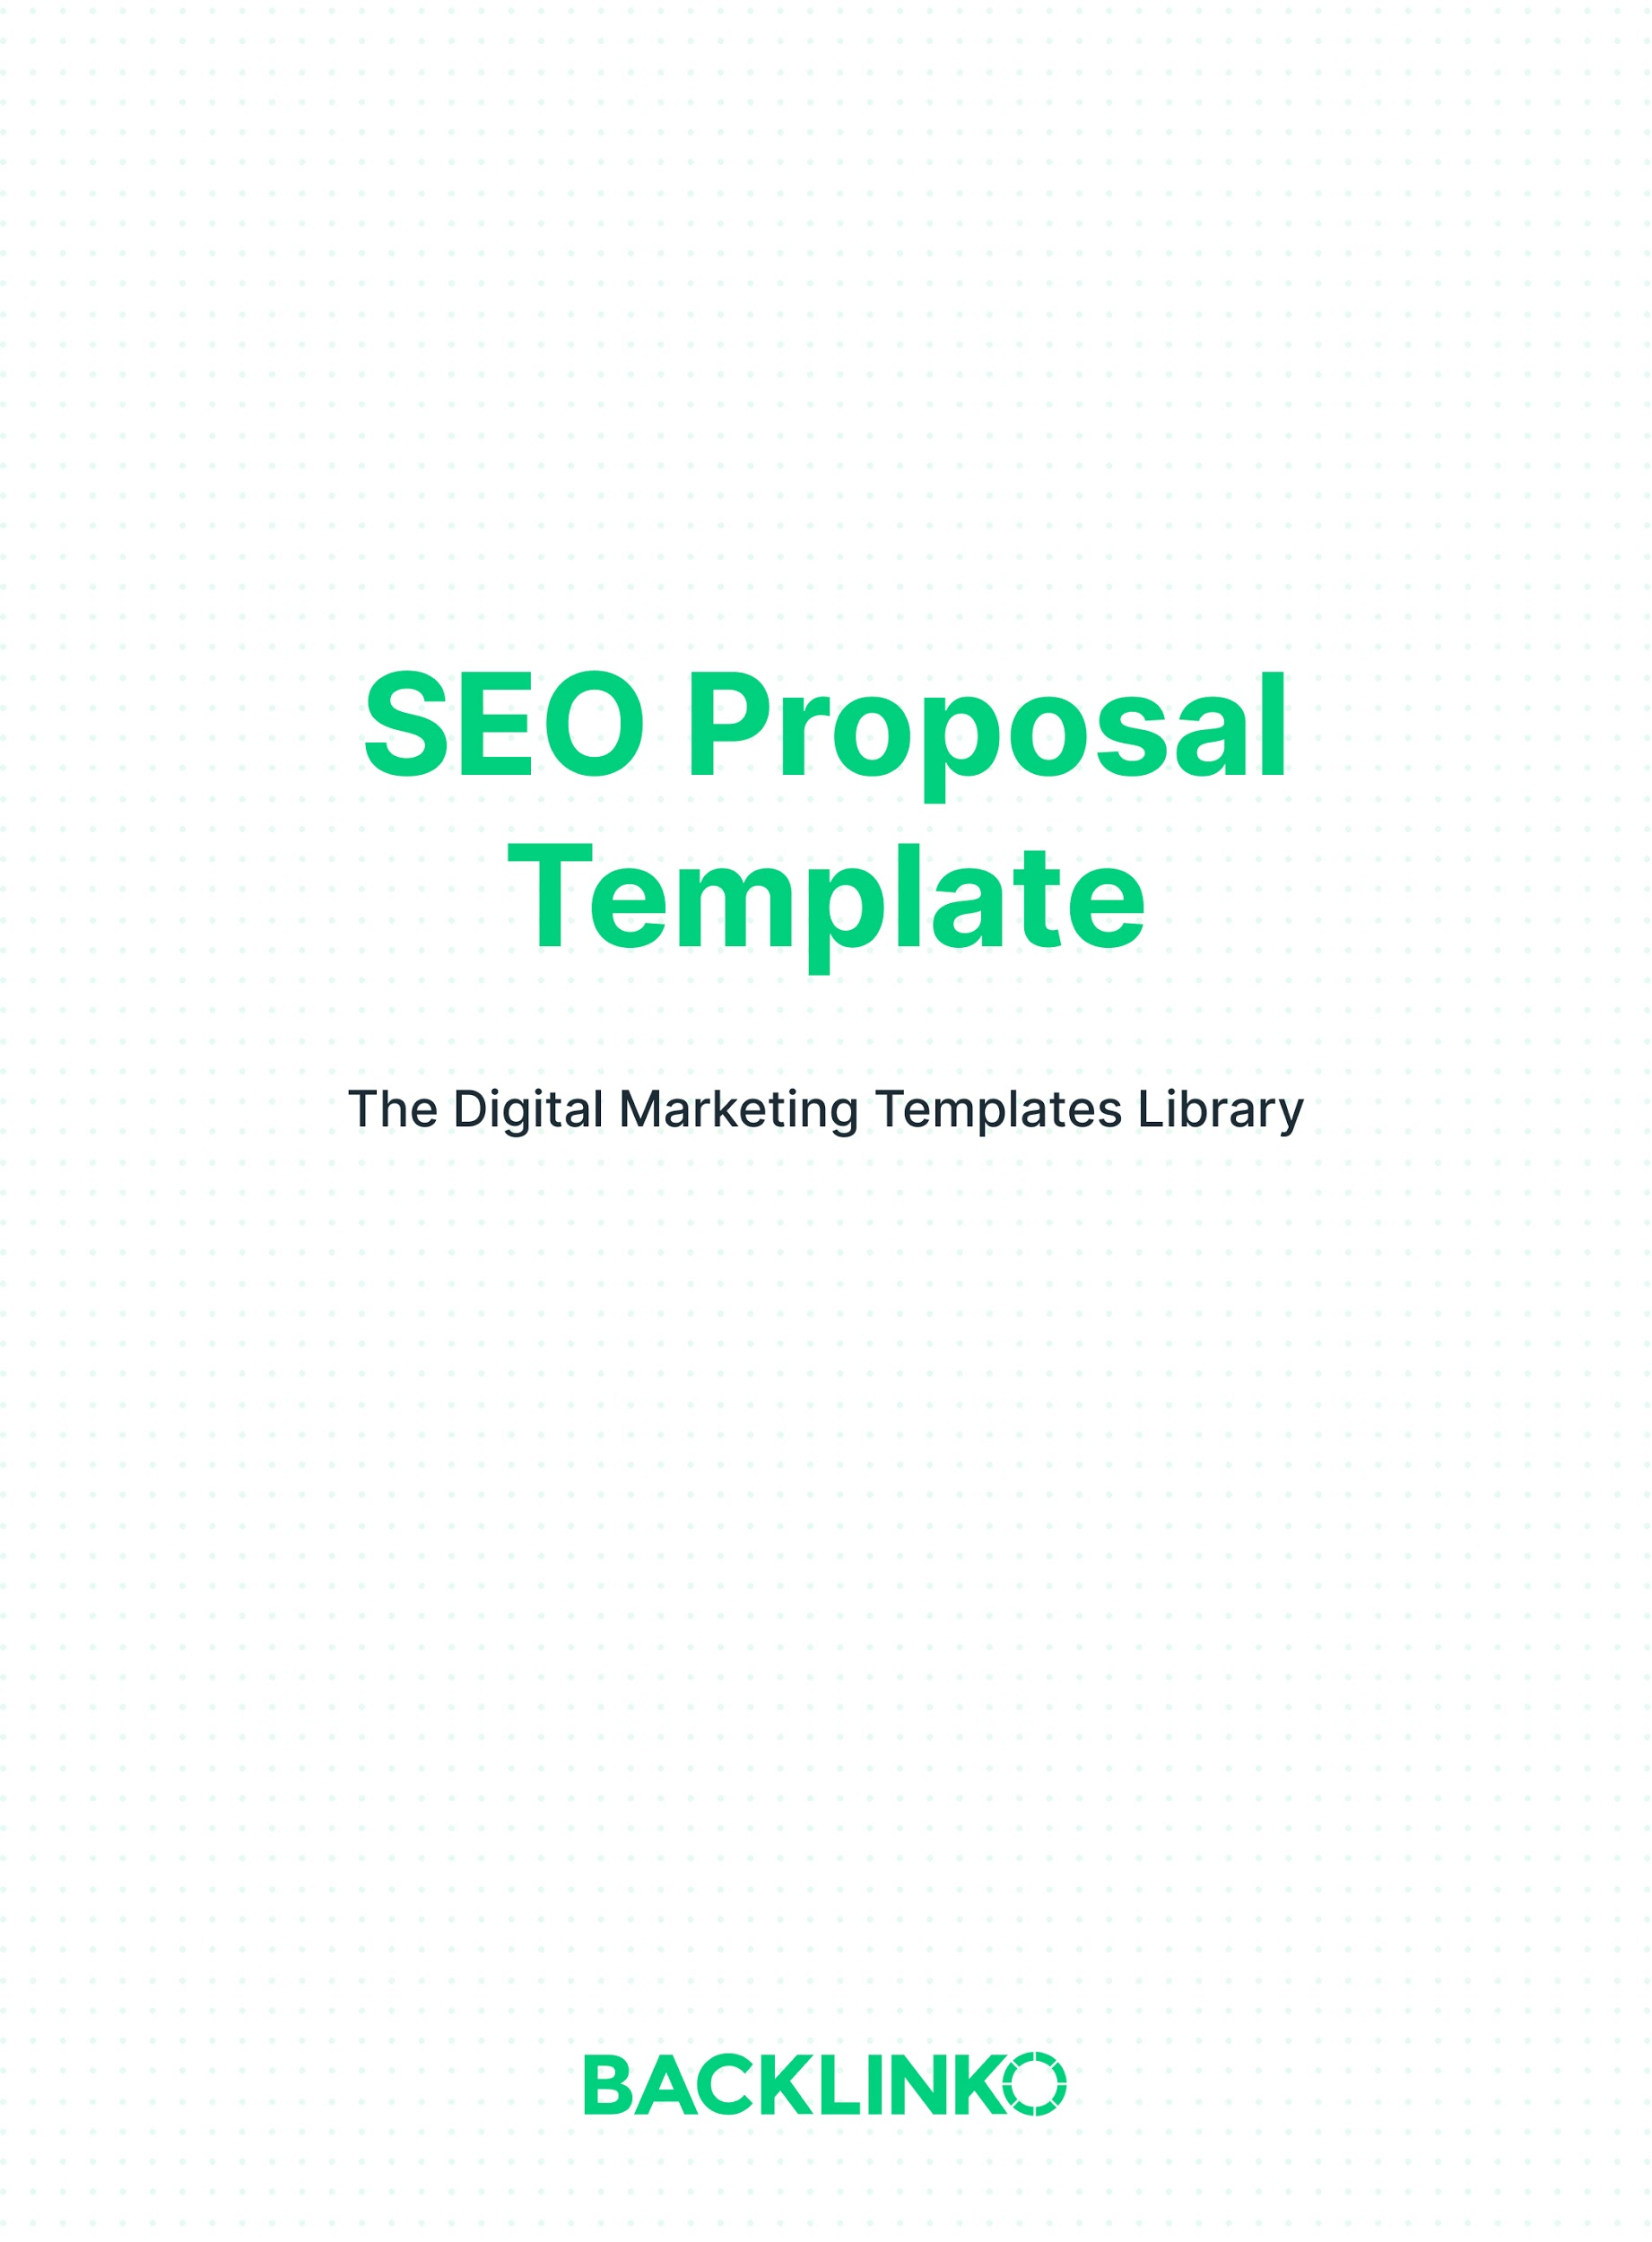 SEO Proposal
Template
The Digital Marketing Templates Library
BACKLINKO